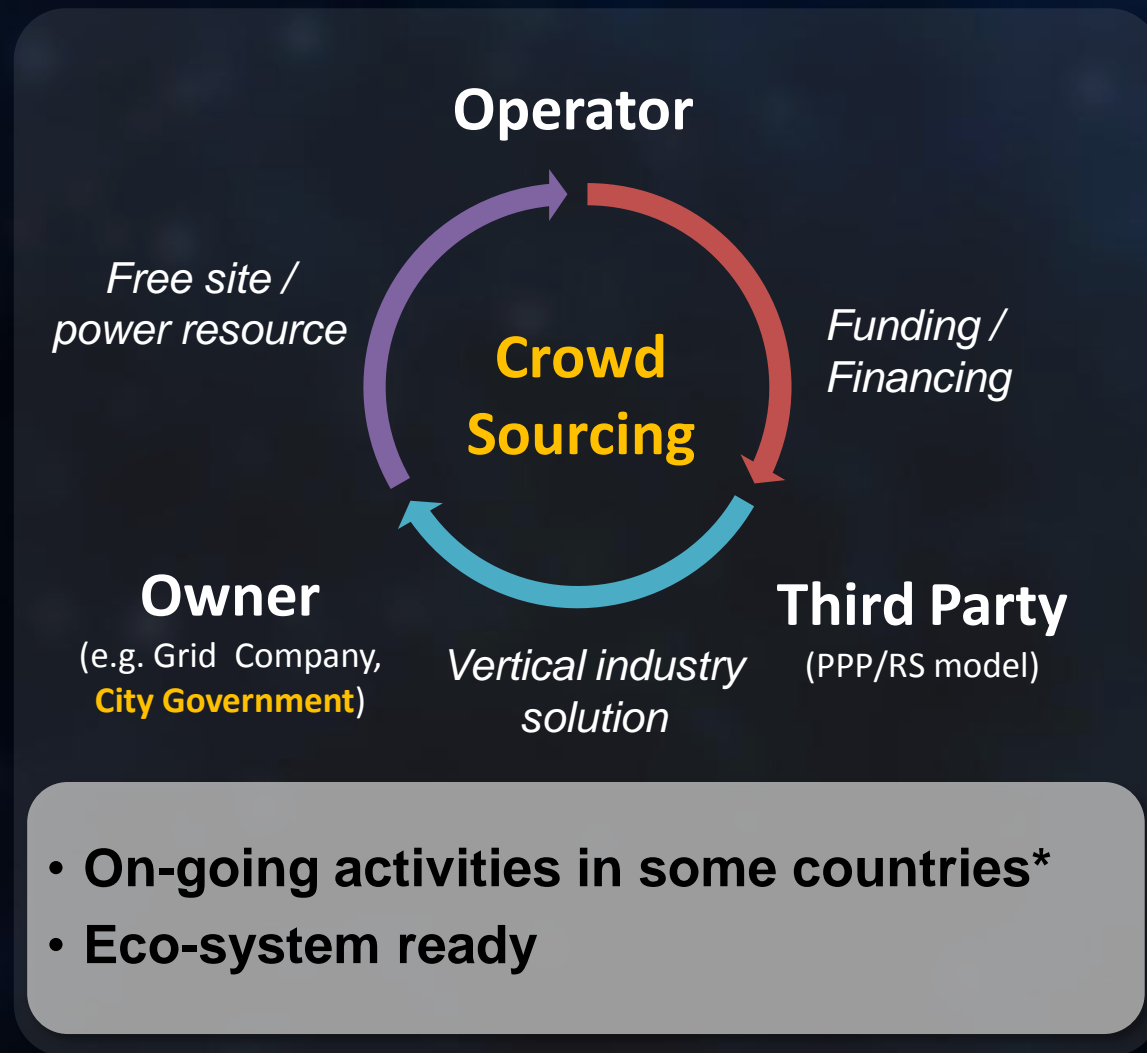 Operator
Free site /
power resource
Crowd
Sourcing
Funding /
Financing
Owner
(e.g. Grid Company,
City Government)
Vertical industry
solution
Third Party
(PPP/RS model)
• On-going activities in some countries*
• Eco-system ready